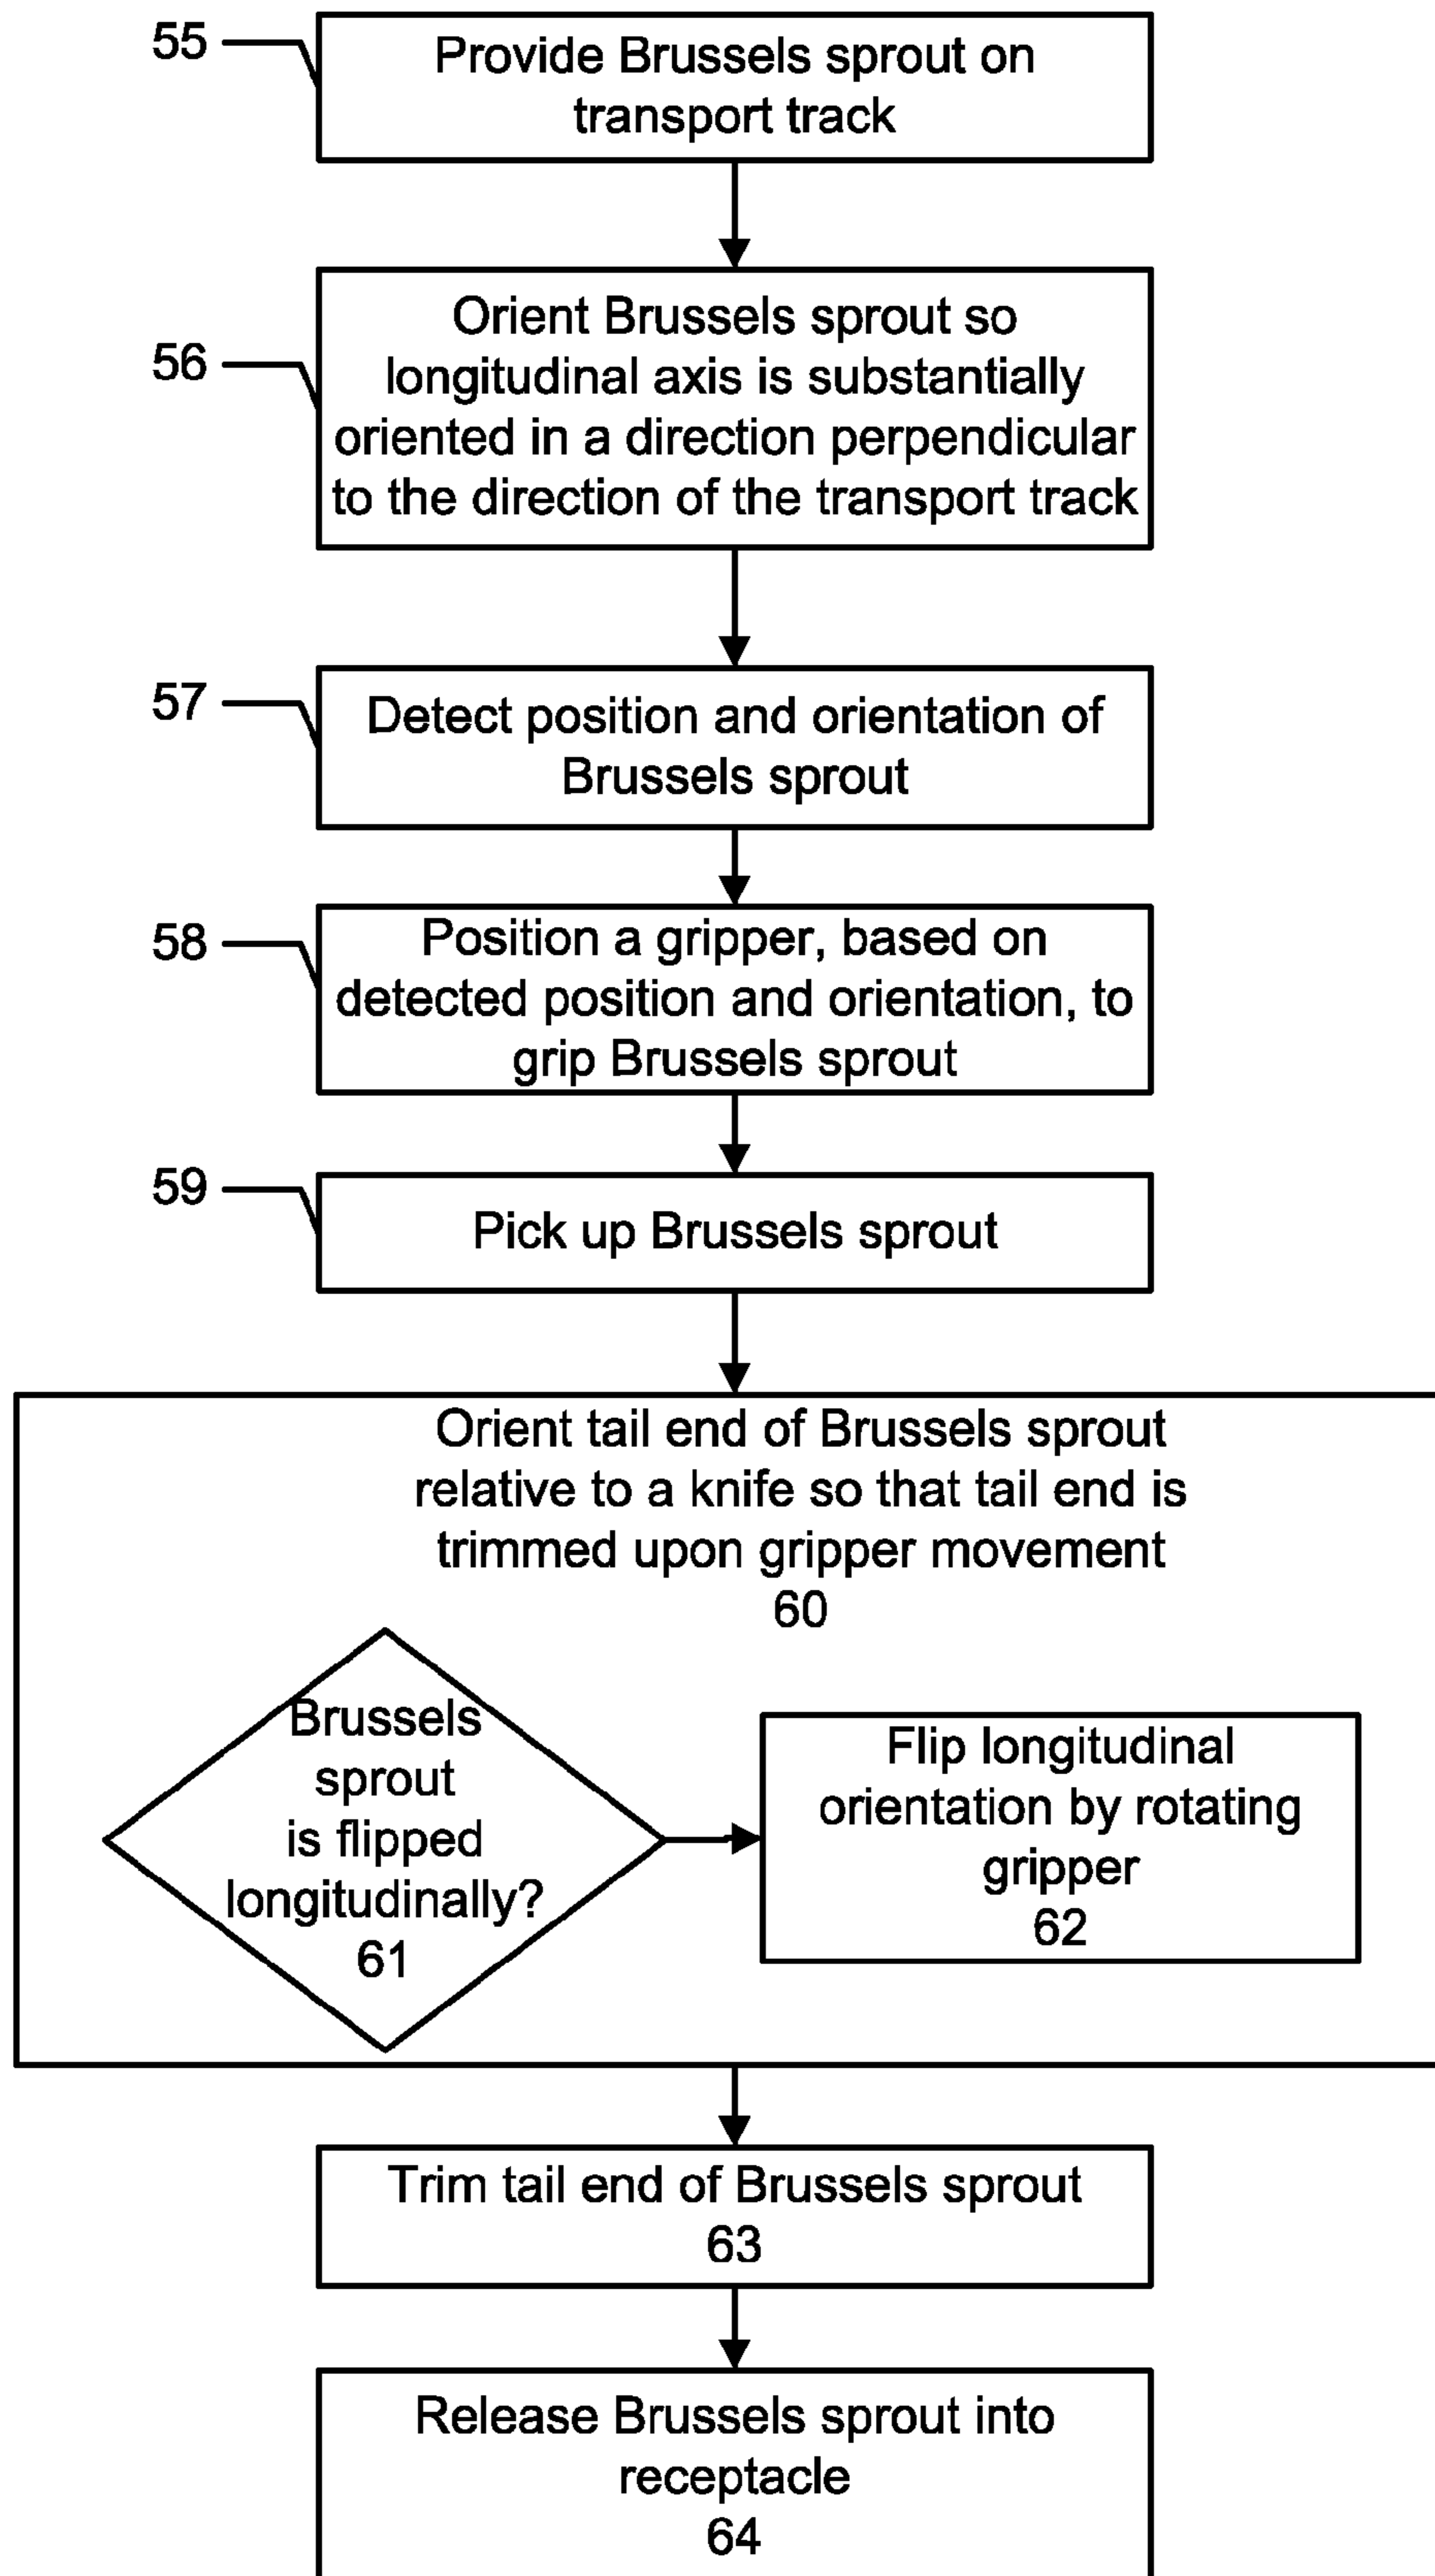 55
Provide Brussels sprout on
transport track
56
Orient Brussels sprout so
longitudinal axis is substantially
oriented in a direction perpendicular
to the direction of the transport track
57
Detect position and orientation of
Brussels sprout
58
Position a gripper, based on
detected position and orientation, to
grip Brussels sprout
59
Pick up Brussels sprout
Orient tail end of Brussels sprout
relative to a knife so that tail end is
trimmed upon gripper movement
60
Brussels
sprout
is flipped
longitudinally?
61
Flip longitudinal
orientation by rotating
gripper
62
Trim tail end of Brussels sprout
63
Release Brussels sprout into
receptacle
64